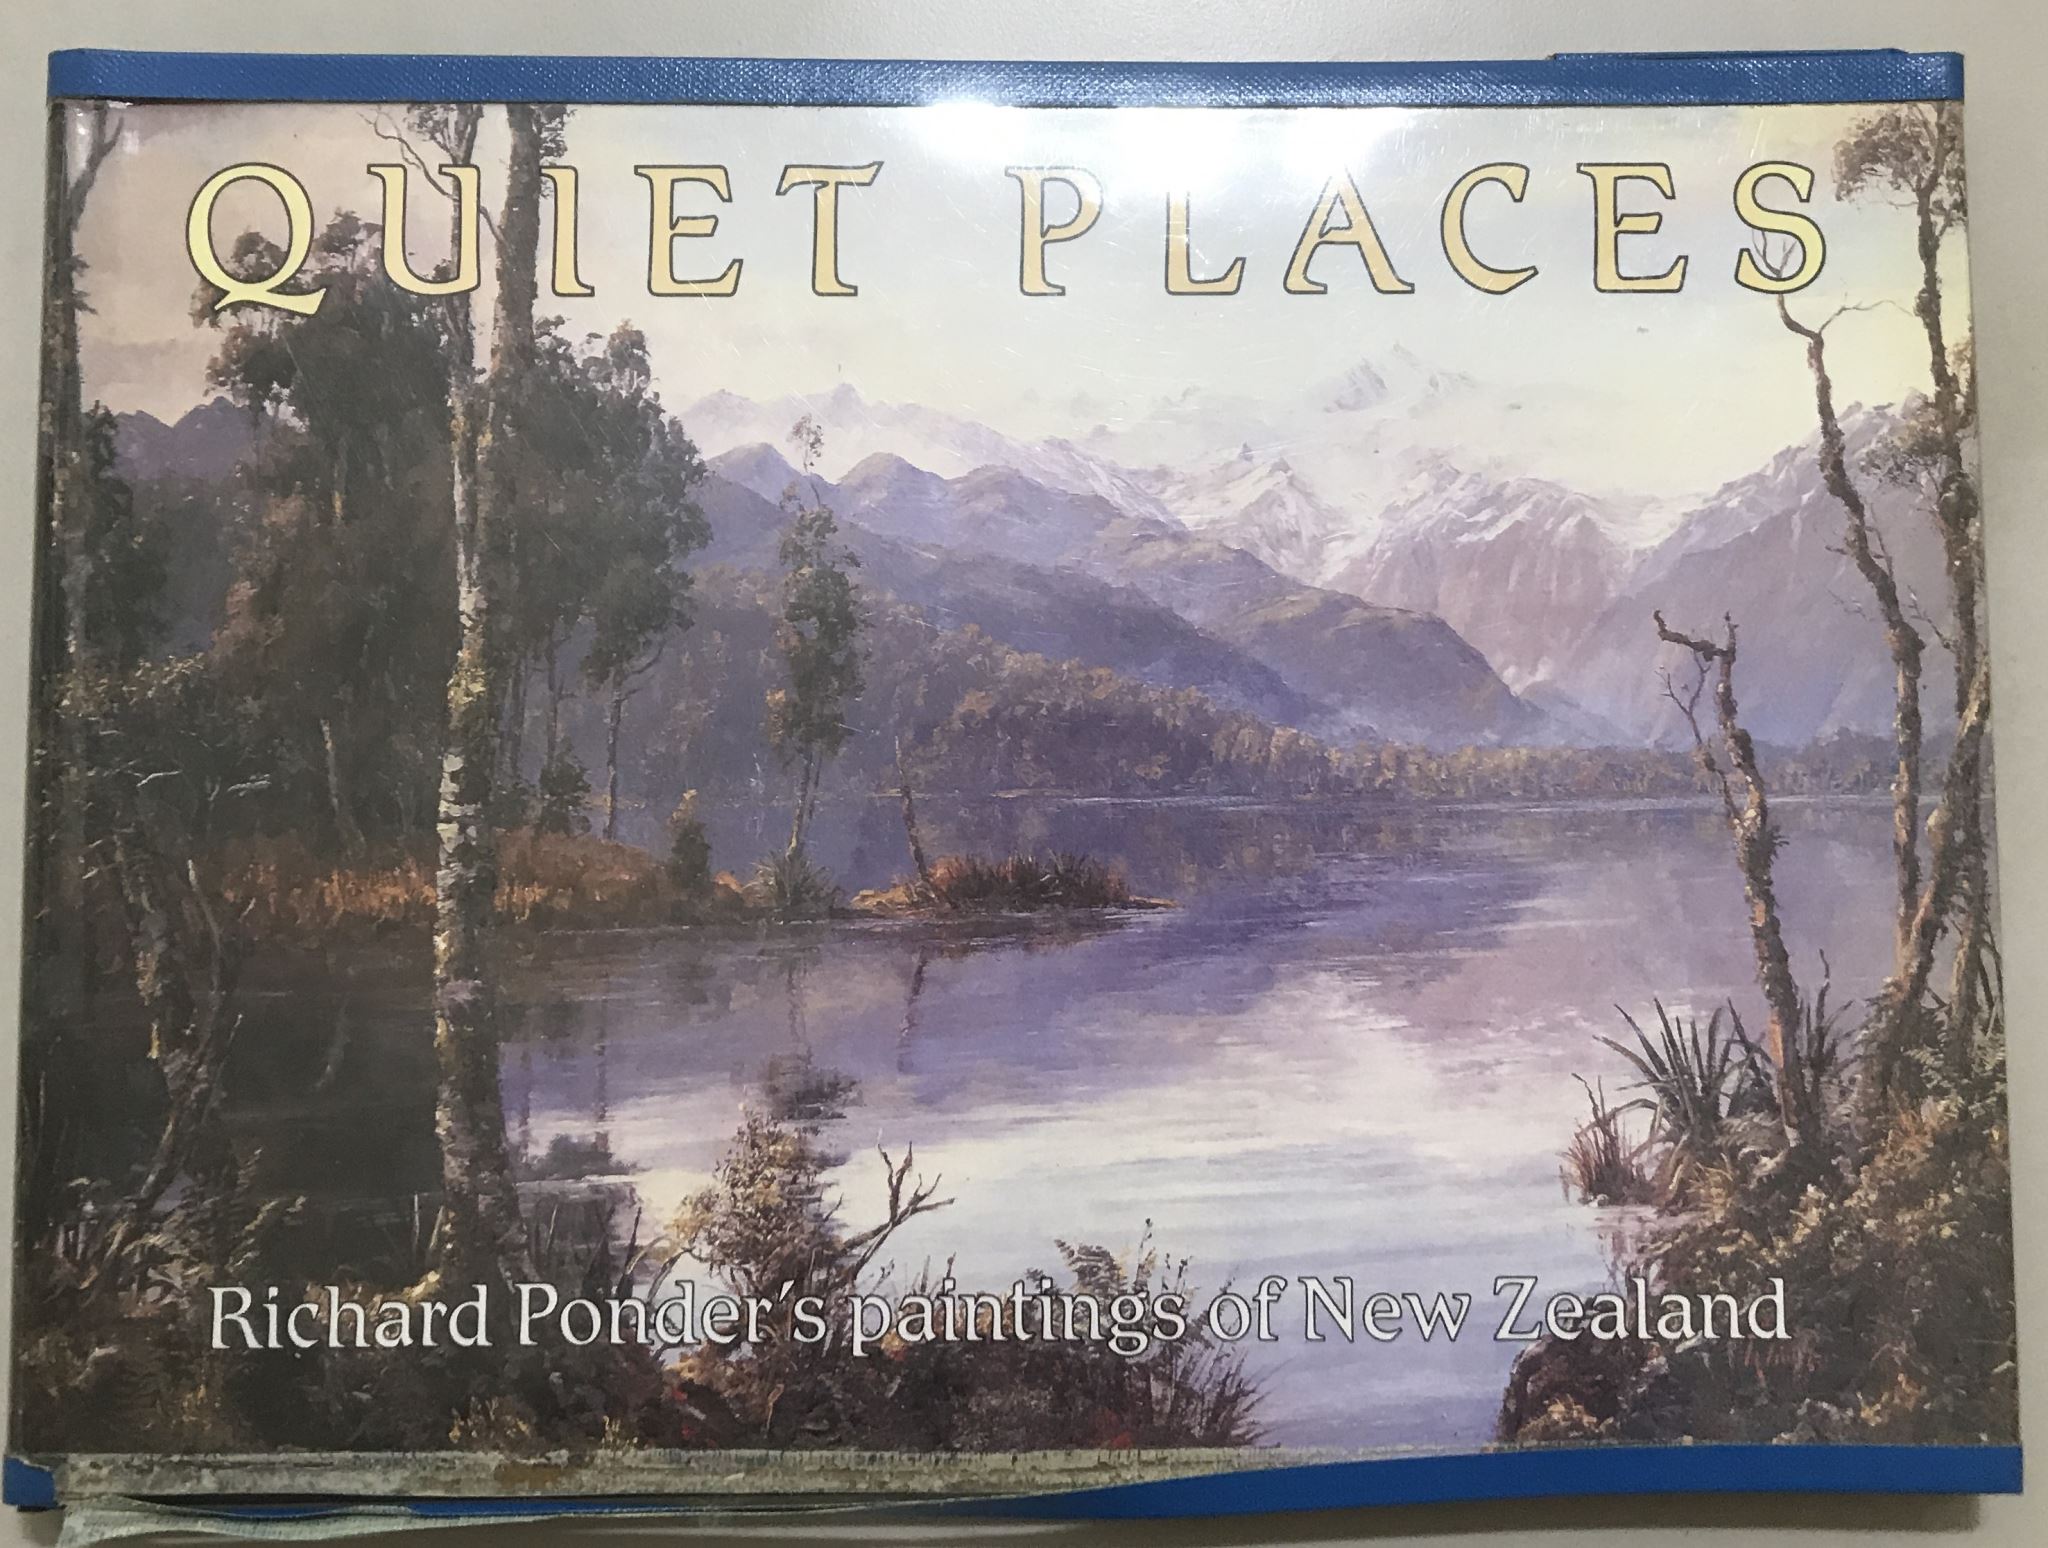 QUIET PLACES
Richard Ponder's paintings of New Zealand